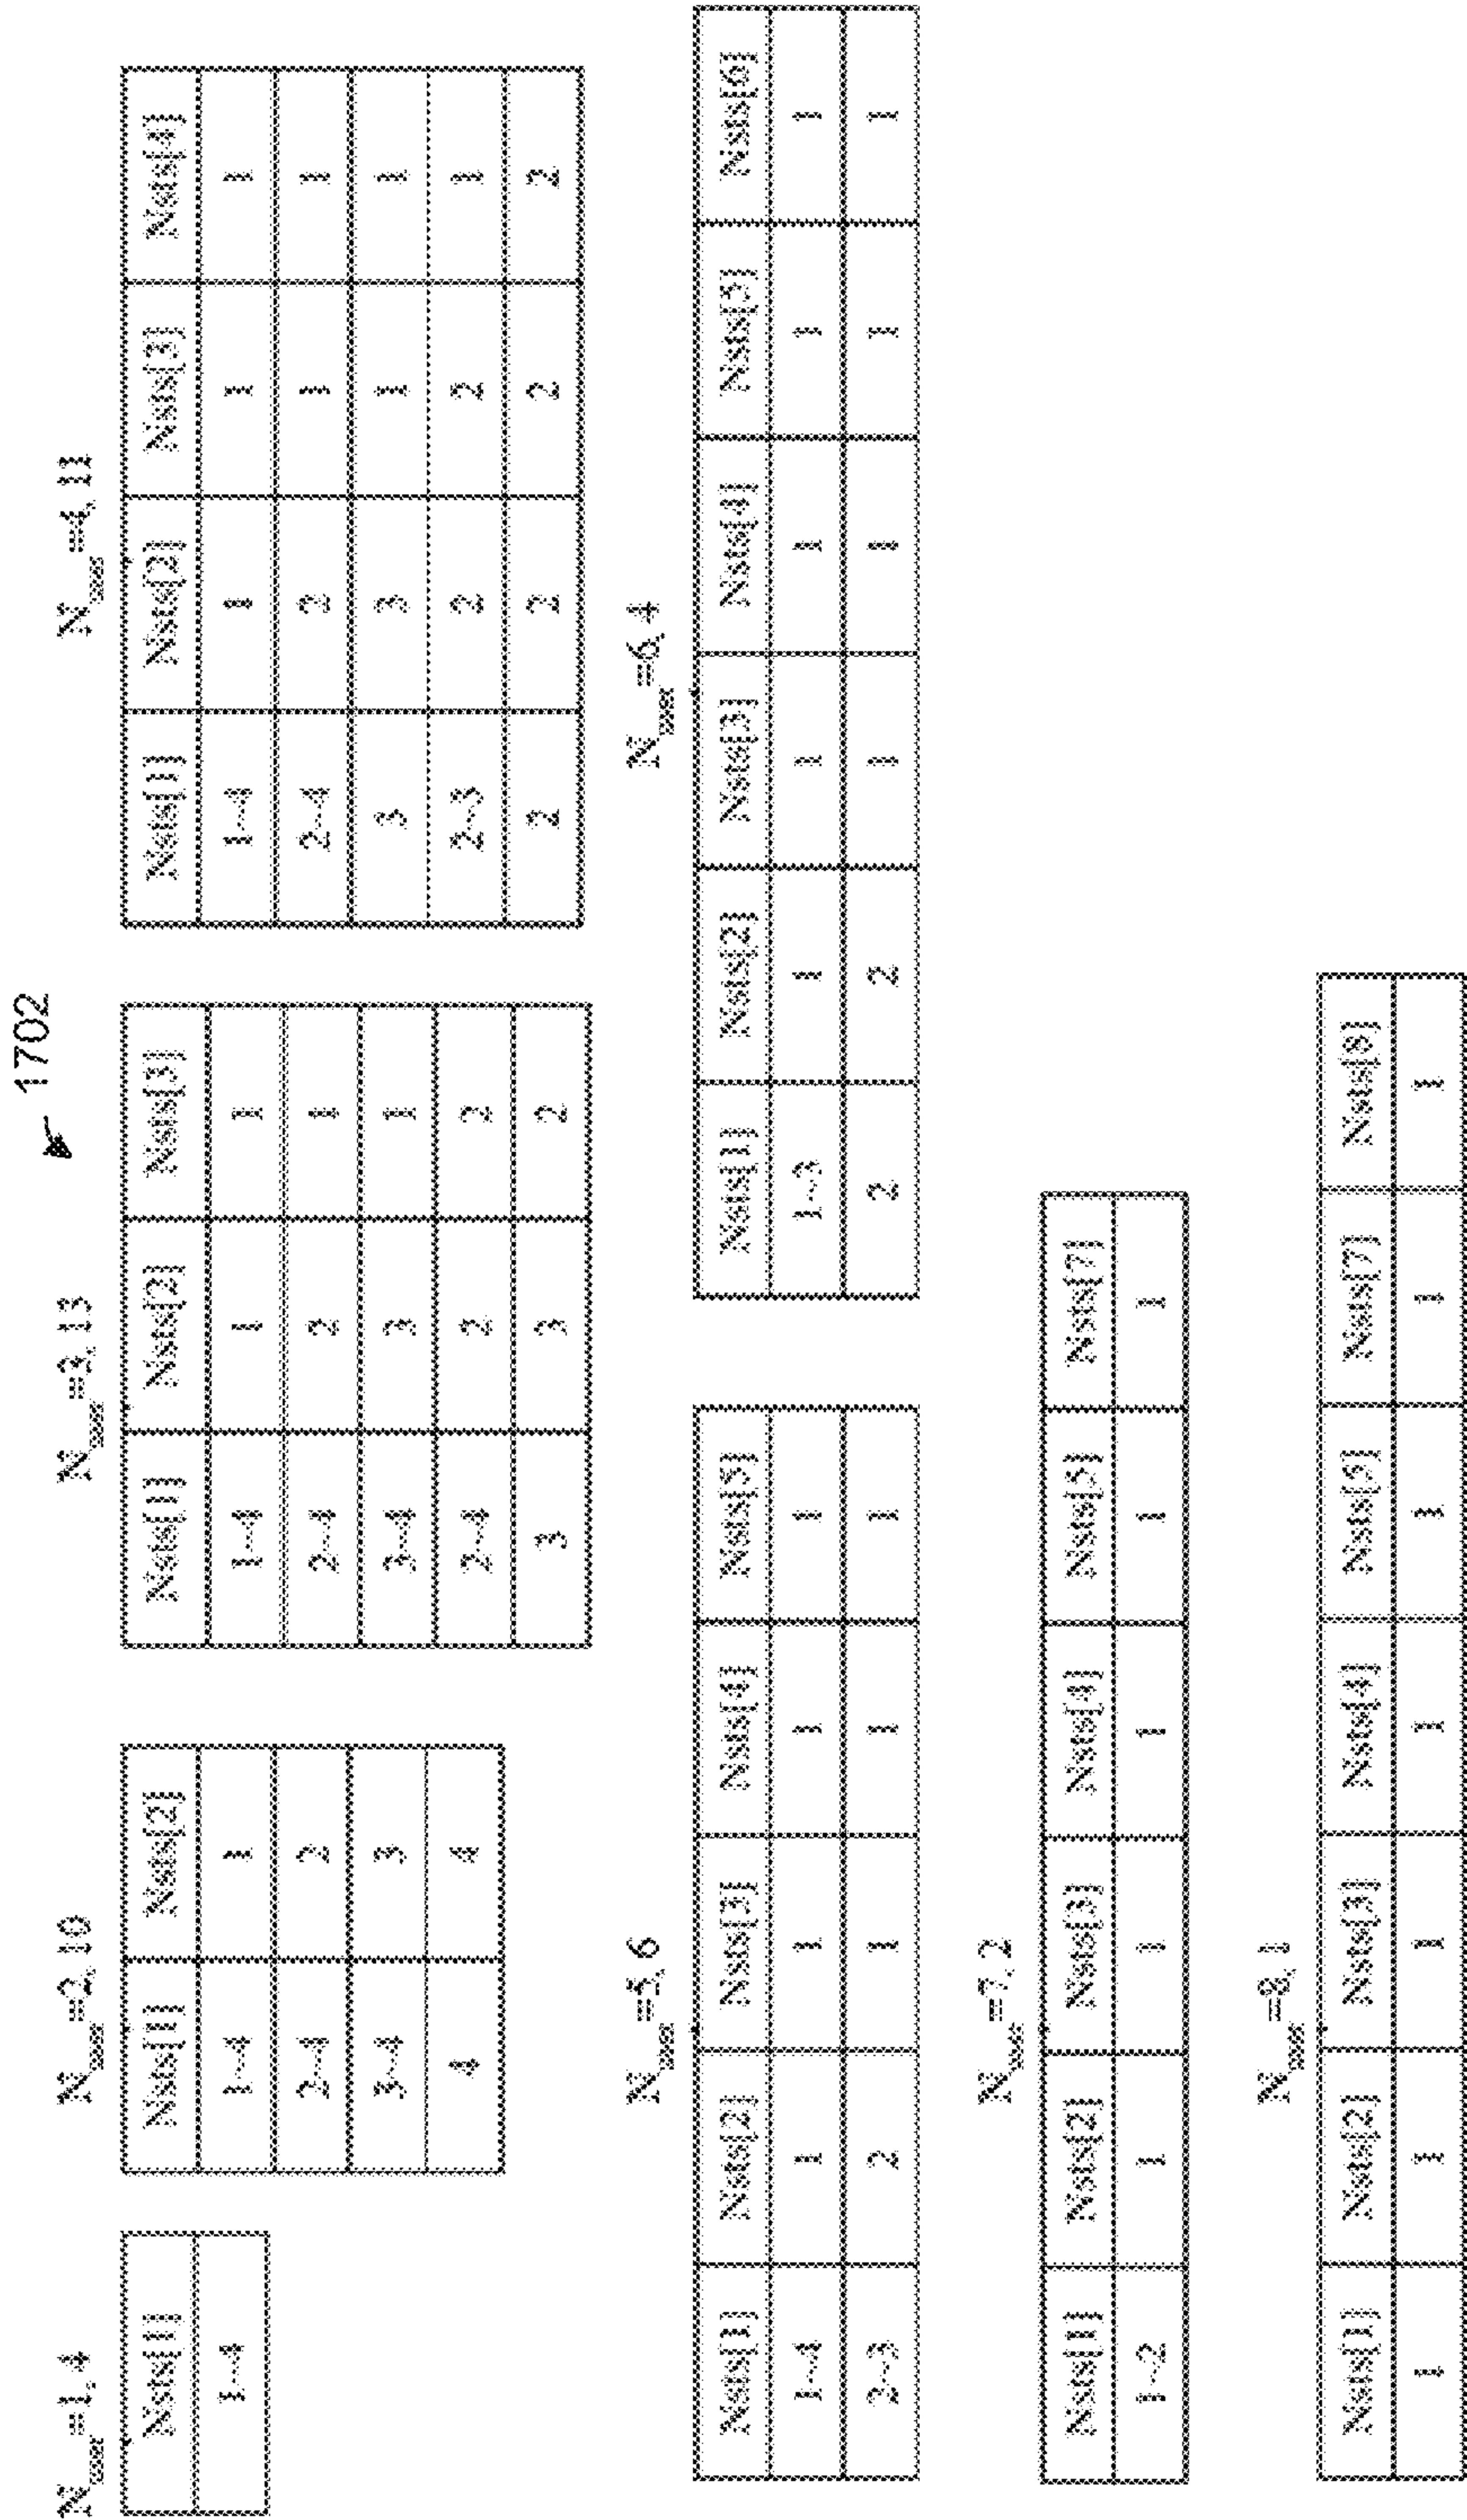 1702
N_user=1, 4
Nsts[1]
1~4
N_user=2, 10
Nsts[1] Nsts[2]
1~4 1
2~4 2
3~4 3
4 4
N_user=3, 13
Nsts[1] Nsts[2] Nsts[3]
1~4 1 1
2~4 2 1
3~4 3 1
2~4 2 2
3 3 2
N_user=4, 11
Nsts[1] Nsts[2] Nsts[3] Nsts[4]
1~4 1 1 1
2~4 2 1 1
3 3 1 1
2~3 2 2 1
2 2 2 2
N_user=5, 6
Nsts[1] Nsts[2] Nsts[3] Nsts[4] Nsts[5]
1~4 1 1 1 1
2~3 2 1 1 1
N_user=6, 4
Nsts[1] Nsts[2] Nsts[3] Nsts[4] Nsts[5] Nsts[6]
1~3 1 1 1 1 1
2 2 1 1 1 1
N_user=7, 2
Nsts[1] Nsts[2] Nsts[3] Nsts[4] Nsts[5] Nsts[7]
1~2 1 1 1 1 1
N_user=8, 1
Nsts[1] Nsts[2] Nsts[3] Nsts[4] Nsts[5] Nsts[7] Nsts[8]
1 1 1 1 1 1 1